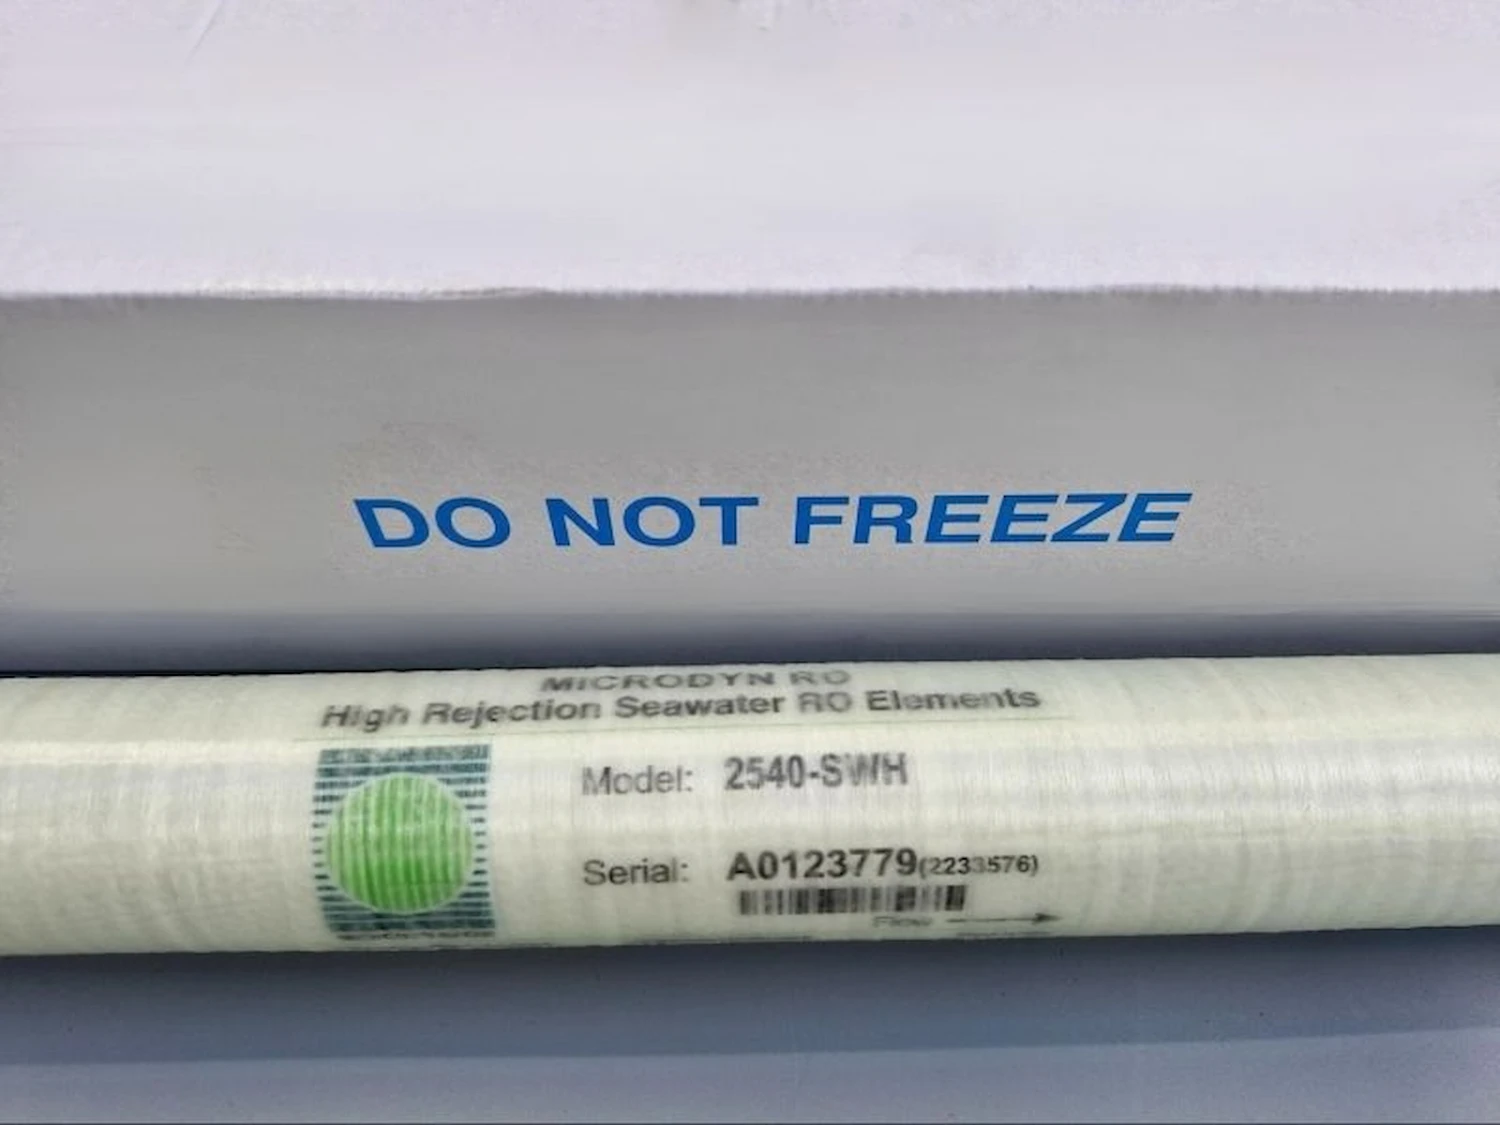 DO NOT FREEZE
MICRODYN RO
High Rejection Seawater RO Elements
Model: 2540-SWH
Serial: A0123779(2233576)
Flow